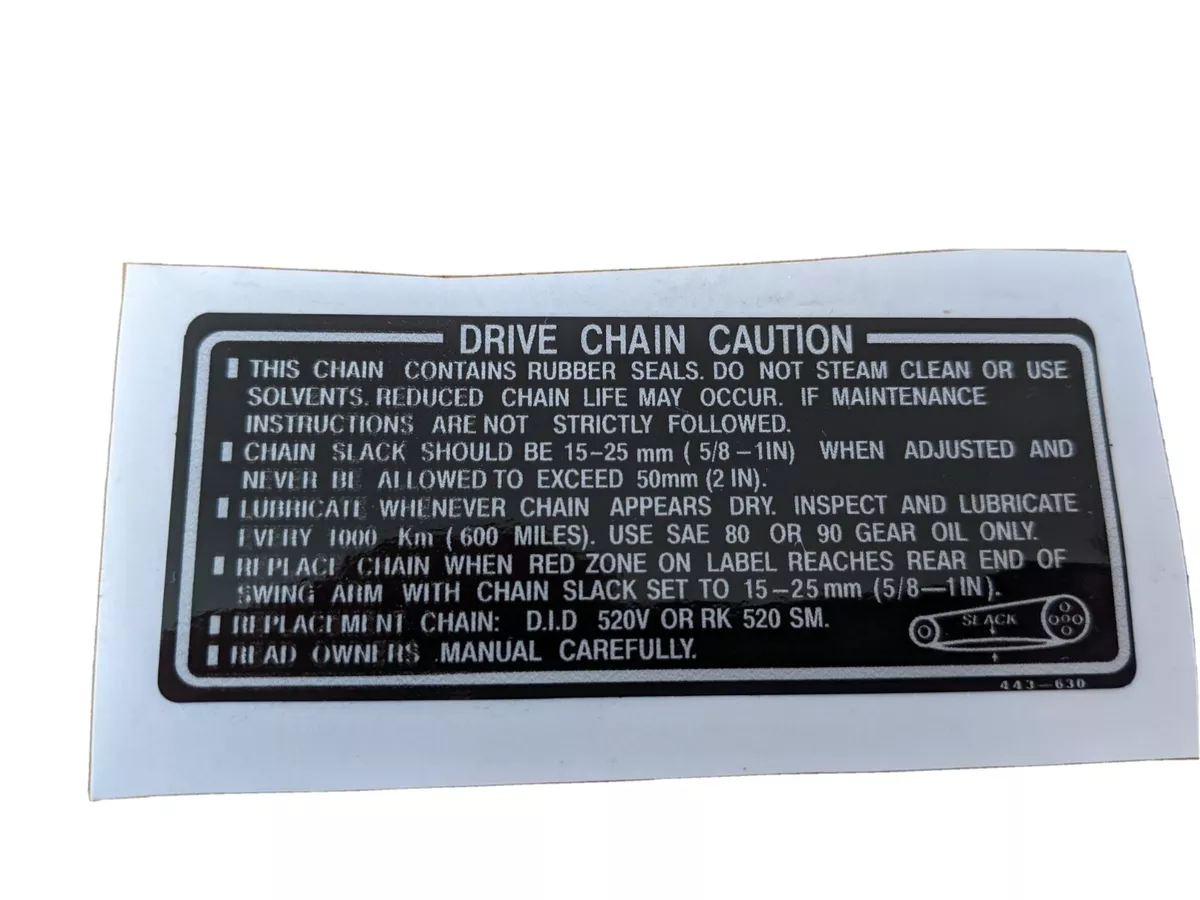 DRIVE CHAIN CAUTION
THIS CHAIN CONTAINS RUBBER SEALS. DO NOT STEAM CLEAN OR USE
SOLVENTS. REDUCED CHAIN LIFE MAY OCCUR. IF MAINTENANCE
INSTRUCTIONS ARE NOT STRICTLY FOLLOWED.
CHAIN SLACK SHOULD BE 15-25 mm ( 5/8 -1IN) WHEN ADJUSTED AND
NEVER BE ALLOWED TO EXCEED 50mm (2 IN).
LUBRICATE WHENEVER CHAIN APPEARS DRY. INSPECT AND LUBRICATE
EVERY 1000 Km ( 600 MILES). USE SAE 80 OR 90 GEAR OIL ONLY.
REPLACE CHAIN WHEN RED ZONE ON LABEL REACHES REAR END OF
SWING ARM WITH CHAIN SLACK SET TO 15-25mm (5/8—1IN).
REPLACEMENT CHAIN: D.I.D 520V OR RK 520 SM.
READ OWNERS MANUAL CAREFULLY.
SLACK
443-630